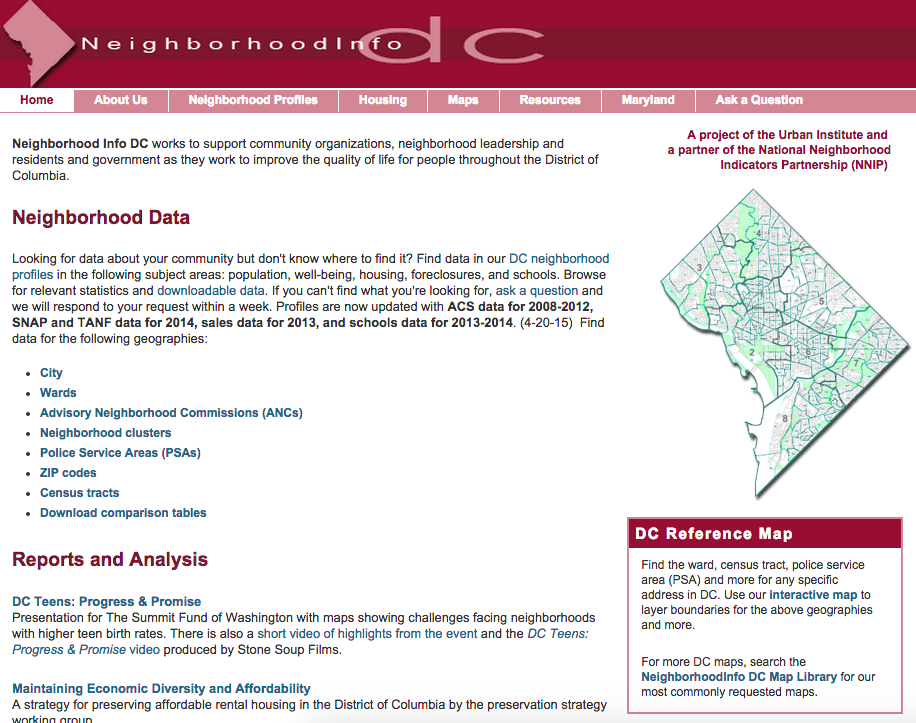 NeighborhoodInfo dc
Home About Us Neighborhood Profiles Housing Maps Resources Maryland Ask a Question
Neighborhood Info DC works to support community organizations, neighborhood leadership and
residents and government as they work to improve the quality of life for people throughout the District of
Columbia.
Neighborhood Data
Looking for data about your community but don't know where to find it? Find data in our DC neighborhood
profiles in the following subject areas: population, well-being, housing, foreclosures, and schools. Browse
for relevant statistics and downloadable data. If you can't find what you're looking for, ask a question and
we will respond to your request within a week. Profiles are now updated with ACS data for 2008-2012,
SNAP and TANF data for 2014, sales data for 2013, and schools data for 2013-2014. (4-20-15) Find
data for the following geographies:
• City
• Wards
• Advisory Neighborhood Commissions (ANCs)
• Neighborhood clusters
• Police Service Areas (PSAs)
• ZIP codes
• Census tracts
• Download comparison tables
Reports and Analysis
DC Teens: Progress & Promise
Presentation for The Summit Fund of Washington with maps showing challenges facing neighborhoods
with higher teen birth rates. There is also a short video of highlights from the event and the DC Teens:
Progress & Promise video produced by Stone Soup Films.
Maintaining Economic Diversity and Affordability
A strategy for preserving affordable rental housing in the District of Columbia by the preservation strategy
working group.
A project of the Urban Institute and
a partner of the National Neighborhood
Indicators Partnership (NNIP)
4
3
1
5
2
6
7
8
DC Reference Map
Find the ward, census tract, police service
area (PSA) and more for any specific
address in DC. Use our interactive map to
layer boundaries for the above geographies
and more.
For more DC maps, search the
NeighborhoodInfo DC Map Library for our
most commonly requested maps.